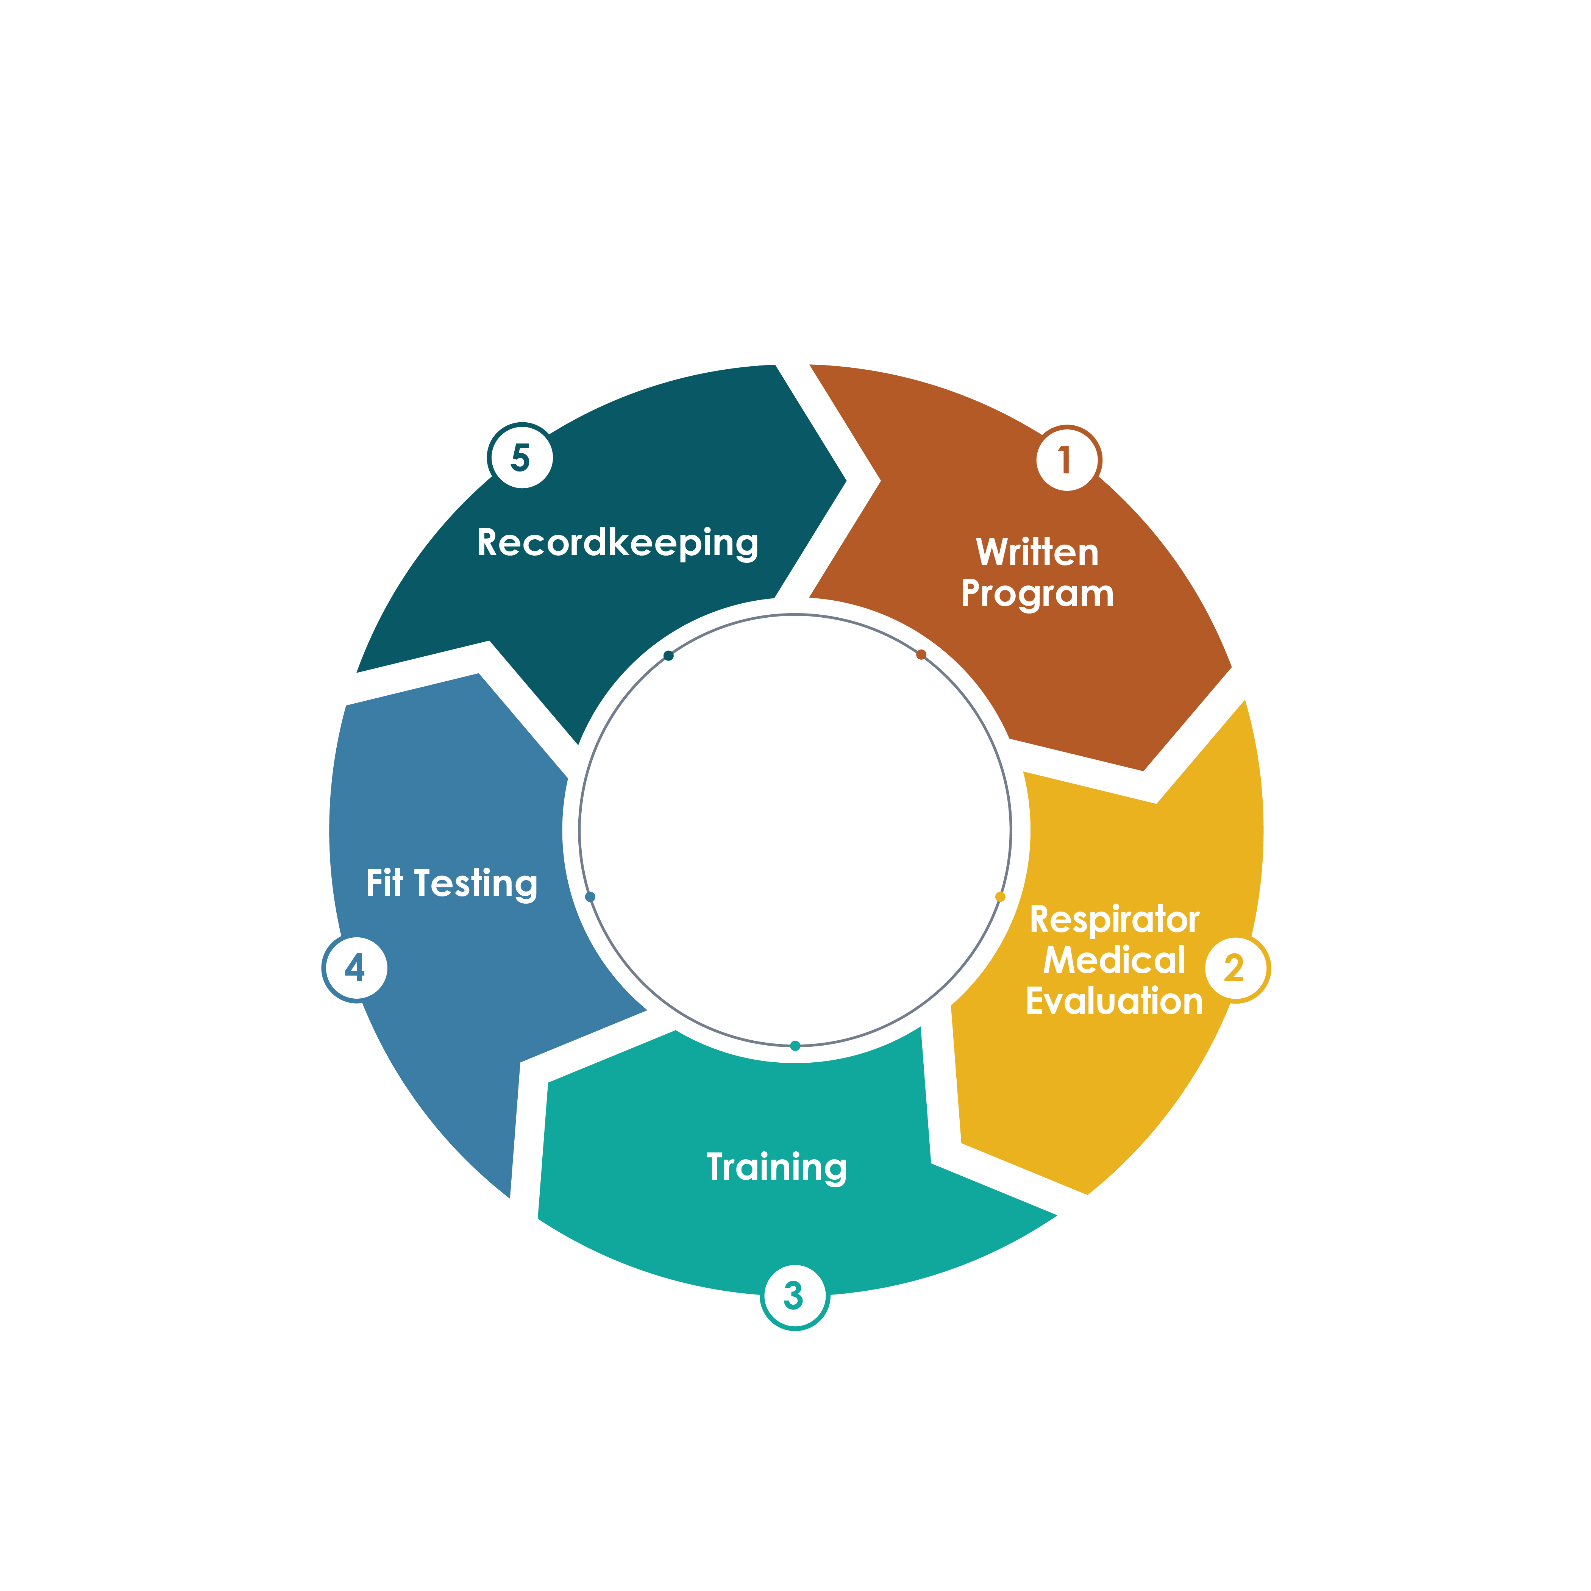 1
Written
Program
2
Respirator
Medical
Evaluation
3
Training
4
Fit Testing
5
Recordkeeping